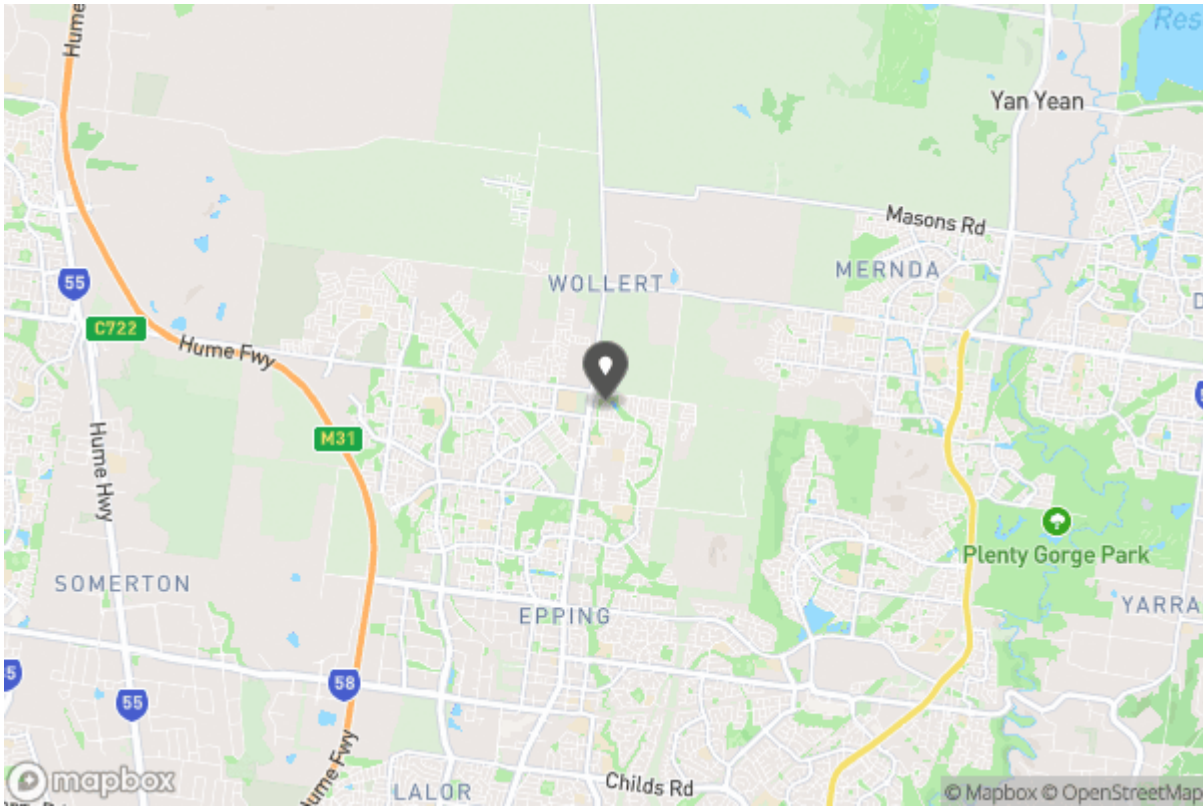 Hume
Res
Yan Yean
Masons Rd
MERNDA
WOLLERT
55
C722
Hume Fwy
D
M31
Hume Hwy
Plenty Gorge Park
SOMERTON
YARRA
EPPING
58
55
Hume Fwy
Childs Rd
LALOR
mapbox
© Mapbox © OpenStreetMap